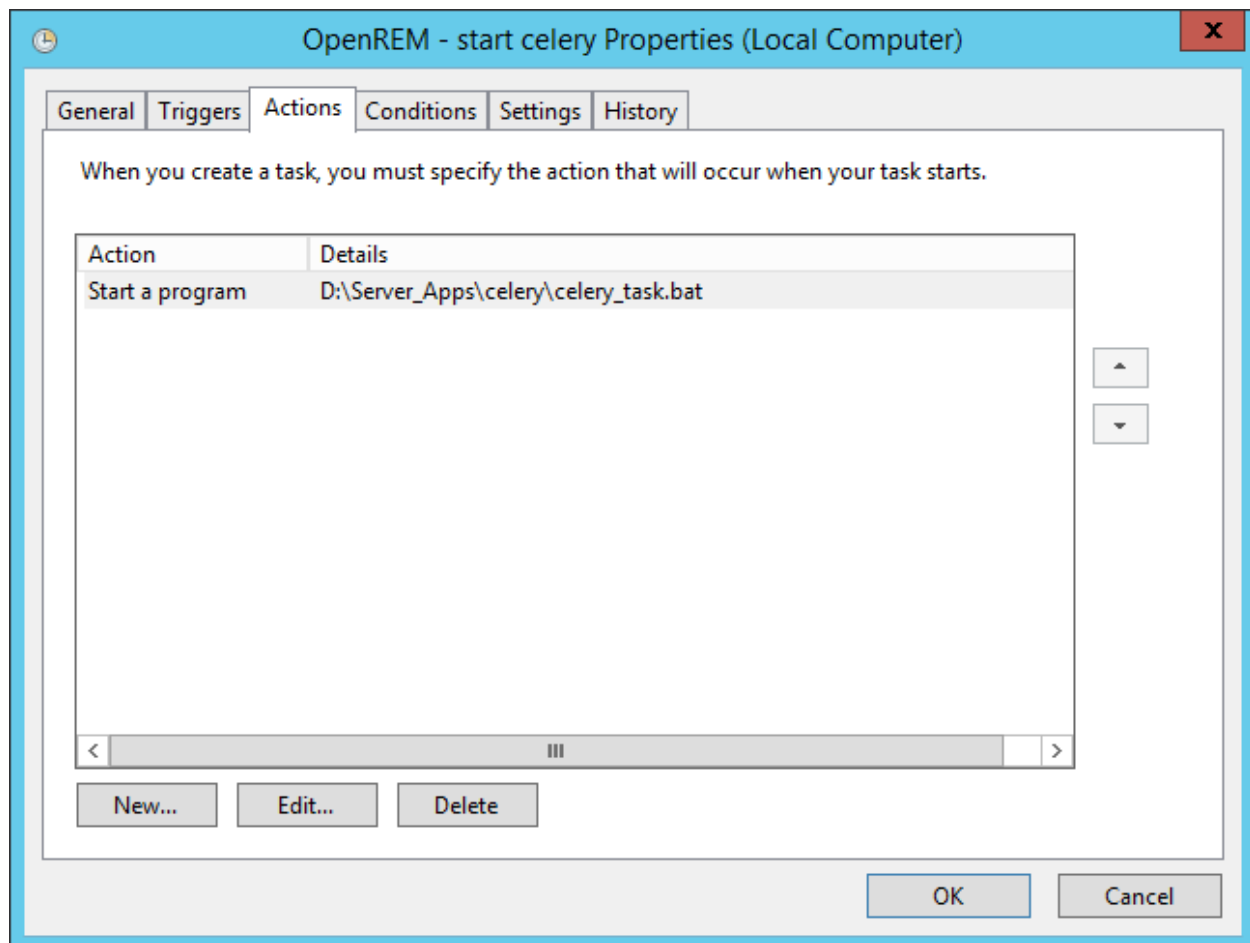 OpenREM - start celery Properties (Local Computer)
x
General Triggers Actions Conditions Settings History
When you create a task, you must specify the action that will occur when your task starts.
Action Details
Start a program D:\Server_Apps\celery\celery_task.bat
New... Edit... Delete
OK Cancel